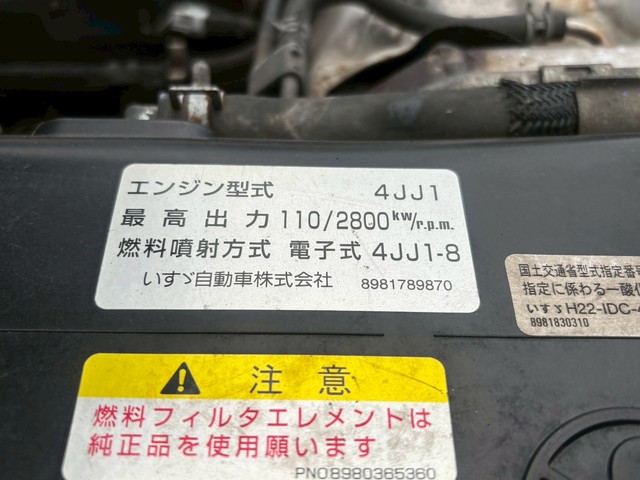 エンジン型式 4JJ1
最高出力 110/2800 kw/r.p.m.
燃料噴射方式 電子式 4JJ1-8
いすゞ自動車株式会社 8981789870
国土交通省型式指定番号
指定に係わる一酸化
いすゞH22-IDC-
8981830310
注意
燃料フィルタエレメントは
純正品を使用願います
PNO8980365360